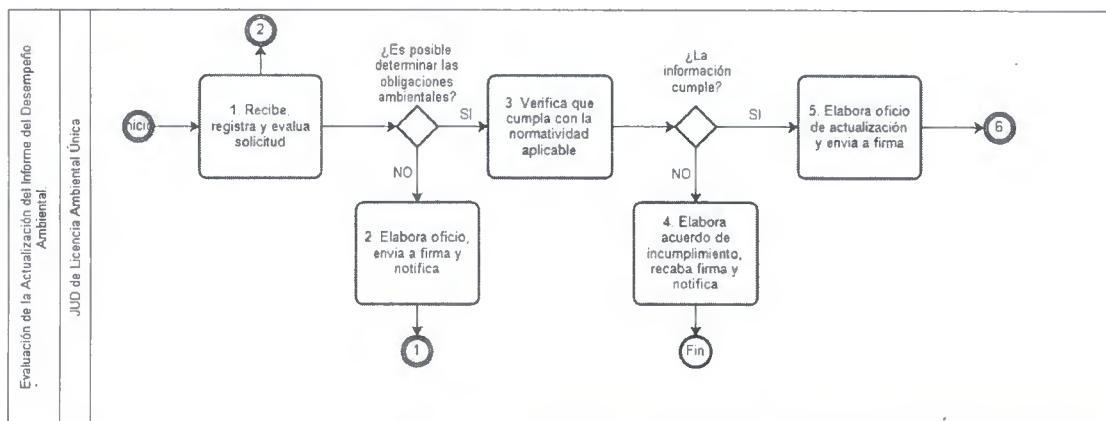 Evaluación de la Actualización del Informe del Desempeño
Ambiental.
JUD de Licencia Ambiental Única
nicio
1. Recibe,
registra y evalua
solicitud
2
¿Es posible
determinar las
obligaciones
ambientales?
SI
NO
2 Elabora oficio,
envia a firma y
notifica
1
3 Verifica que
cumpla con la
normatividad
aplicable
¿La
información
cumple?
SI
NO
4. Elabora
acuerdo de
incumplimiento,
recaba firma y
notifica
Fin
5. Elabora oficio
de actualización
y envia a firma
6